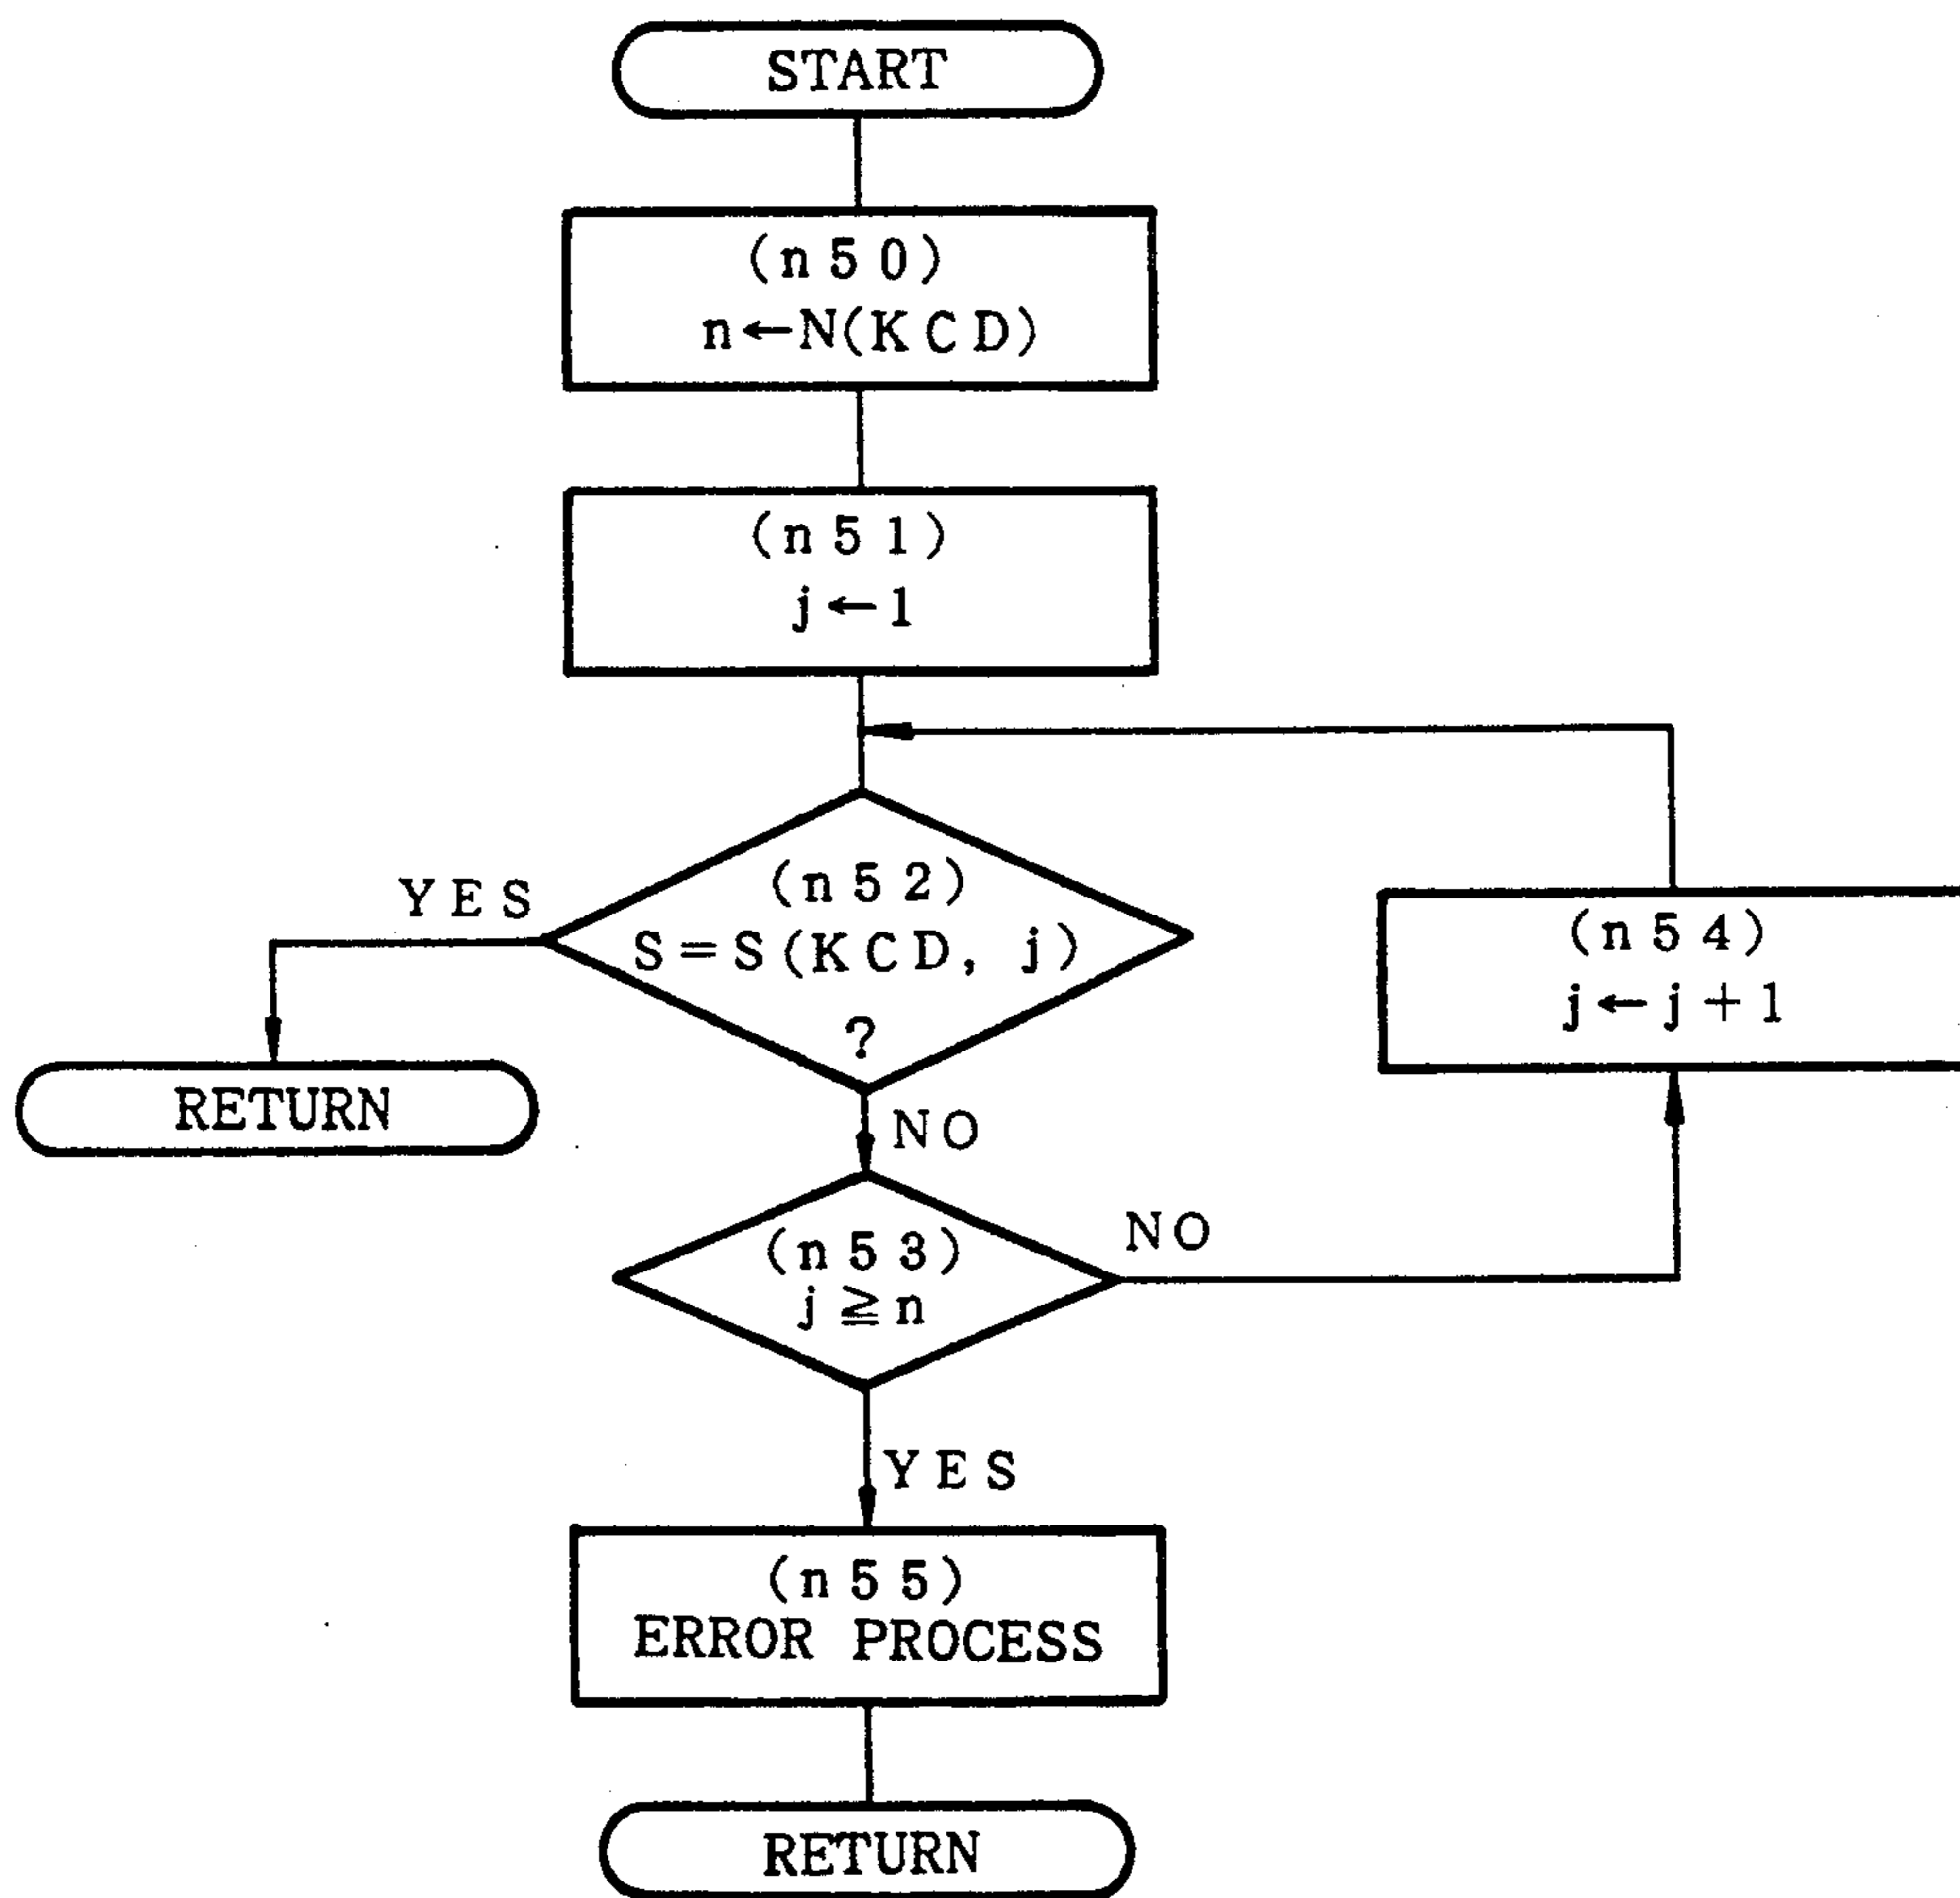 START
(n50)
n←N(KCD)
(n51)
j←1
YES
(n52)
S=S(KCD, j)
?
(n54)
j←j+1
RETURN
NO
(n53)
j≧n
NO
YES
(n55)
ERROR PROCESS
RETURN